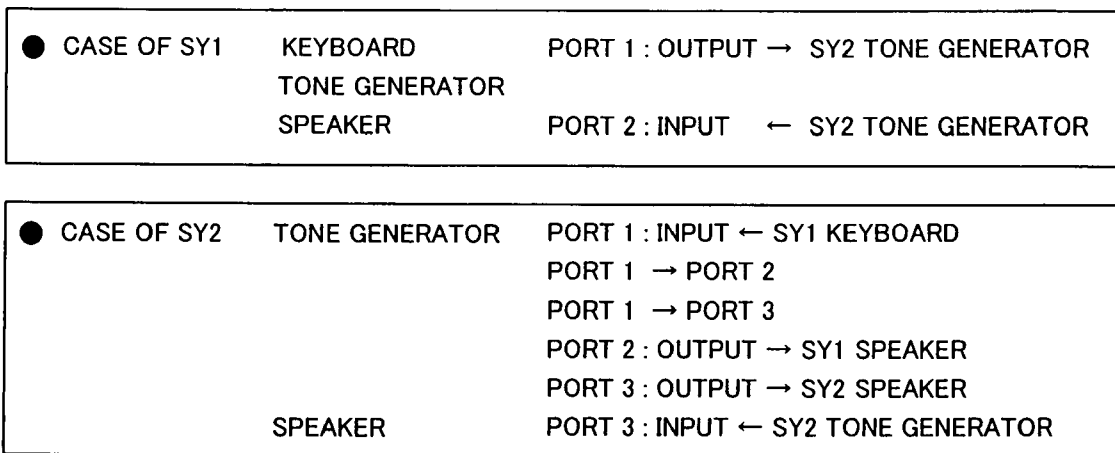 ● CASE OF SY1 KEYBOARD PORT 1 : OUTPUT → SY2 TONE GENERATOR
TONE GENERATOR
SPEAKER PORT 2 : INPUT ← SY2 TONE GENERATOR
● CASE OF SY2 TONE GENERATOR PORT 1 : INPUT ← SY1 KEYBOARD
PORT 1 → PORT 2
PORT 1 → PORT 3
PORT 2 : OUTPUT → SY1 SPEAKER
PORT 3 : OUTPUT → SY2 SPEAKER
SPEAKER PORT 3 : INPUT ← SY2 TONE GENERATOR